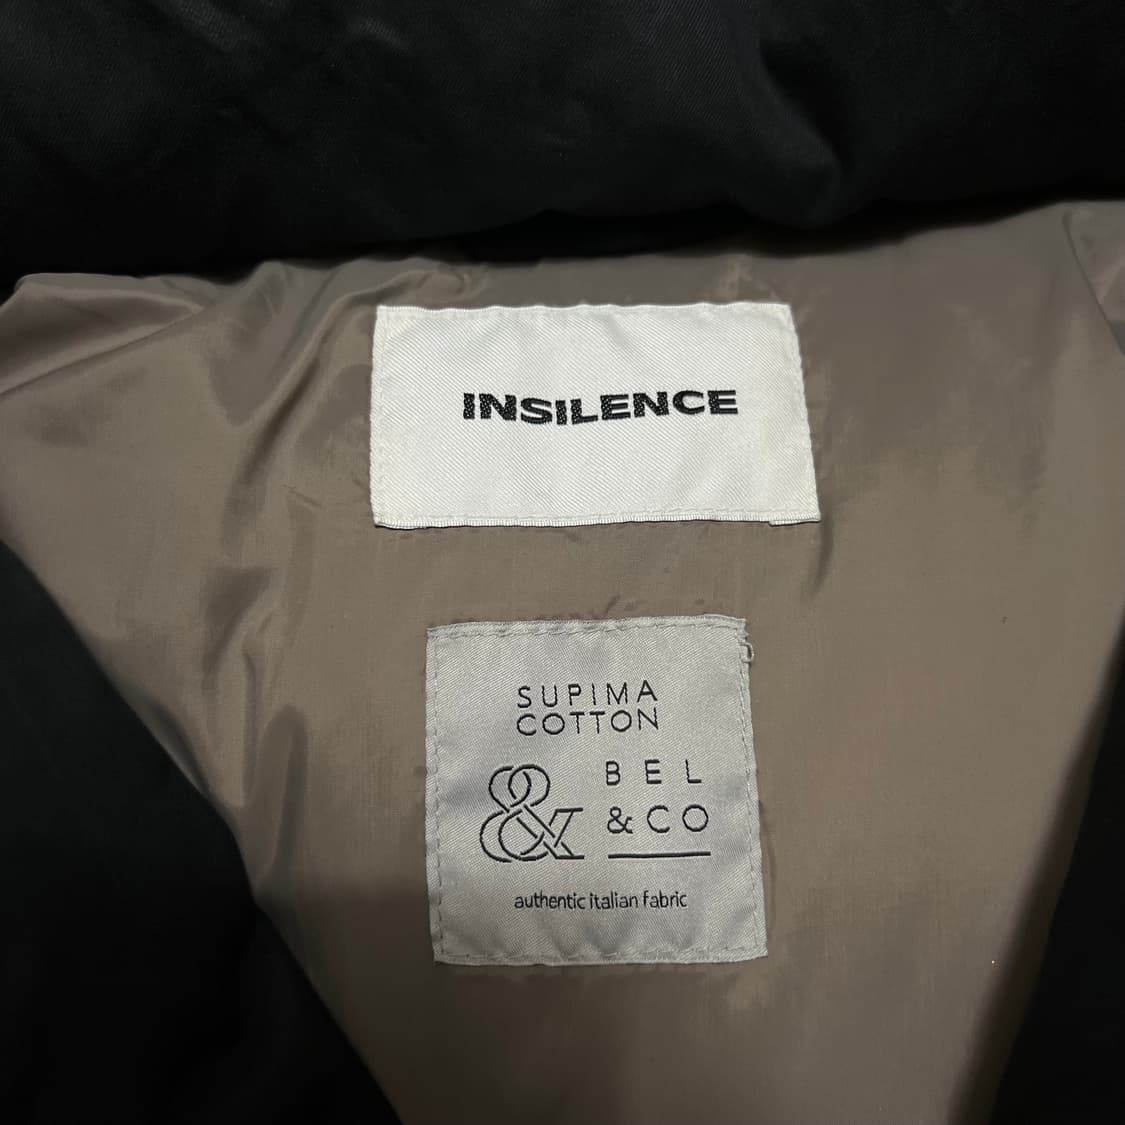 INSILENCE
SUPIMA
COTTON
&
BEL
&CO
authentic italian fabric